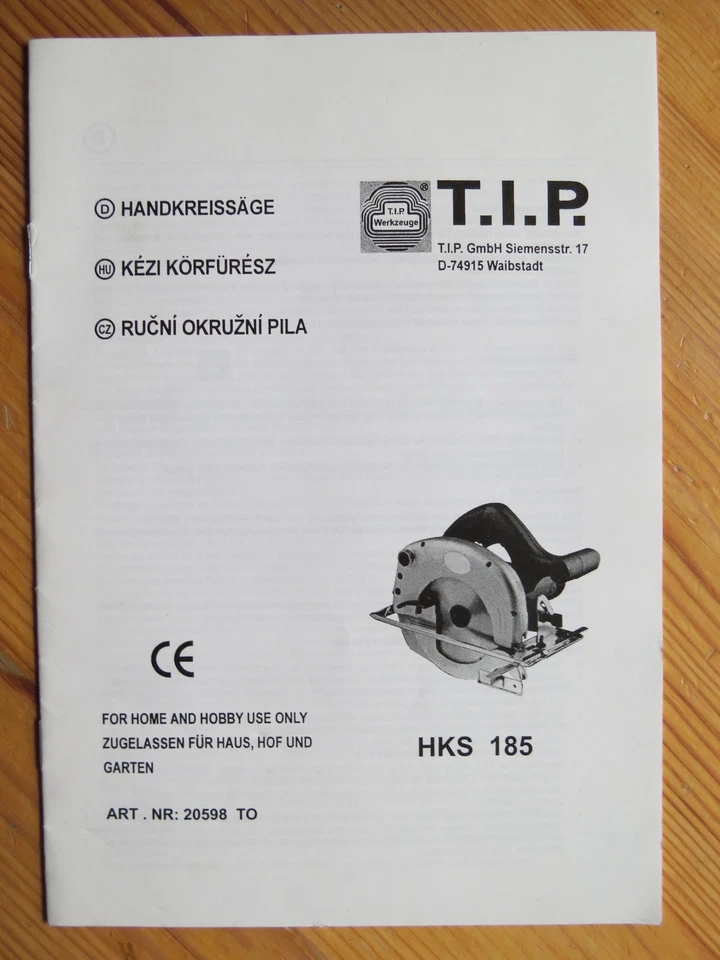 D HANDKREISSÄGE
HU KÉZI KÖRFÜRÉSZ
CZ RUČNÍ OKRUŽNÍ PILA
®
T.I.P.
Werkzeuge
T.I.P.
T.I.P. GmbH Siemensstr. 17
D-74915 Waibstadt
CE
FOR HOME AND HOBBY USE ONLY
ZUGELASSEN FÜR HAUS, HOF UND
GARTEN
ART . NR: 20598 TO
HKS 185